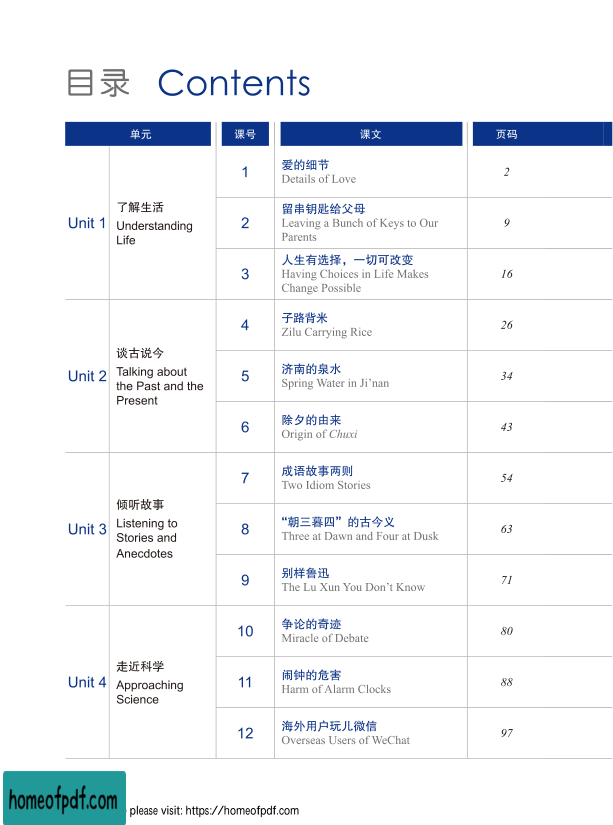 目录 Contents
单元 课号 课文 页码
Unit 1
了解生活
Understanding
Life
1
爱的细节
Details of Love
2
2
留串钥匙给父母
Leaving a Bunch of Keys to Our
Parents
9
3
人生有选择，一切可改变
Having Choices in Life Makes
Change Possible
16
Unit 2
谈古说今
Talking about
the Past and the
Present
4
子路背米
Zilu Carrying Rice
26
5
济南的泉水
Spring Water in Ji’nan
34
6
除夕的由来
Origin of Chuxi
43
Unit 3
倾听故事
Listening to
Stories and
Anecdotes
7
成语故事两则
Two Idiom Stories
54
8
“朝三暮四”的古今义
Three at Dawn and Four at Dusk
63
9
别样鲁迅
The Lu Xun You Don’t Know
71
Unit 4
走近科学
Approaching
Science
10
争论的奇迹
Miracle of Debate
80
11
闹钟的危害
Harm of Alarm Clocks
88
12
海外用户玩儿微信
Overseas Users of WeChat
97
homeofpdf.com
please visit: https://homeofpdf.com